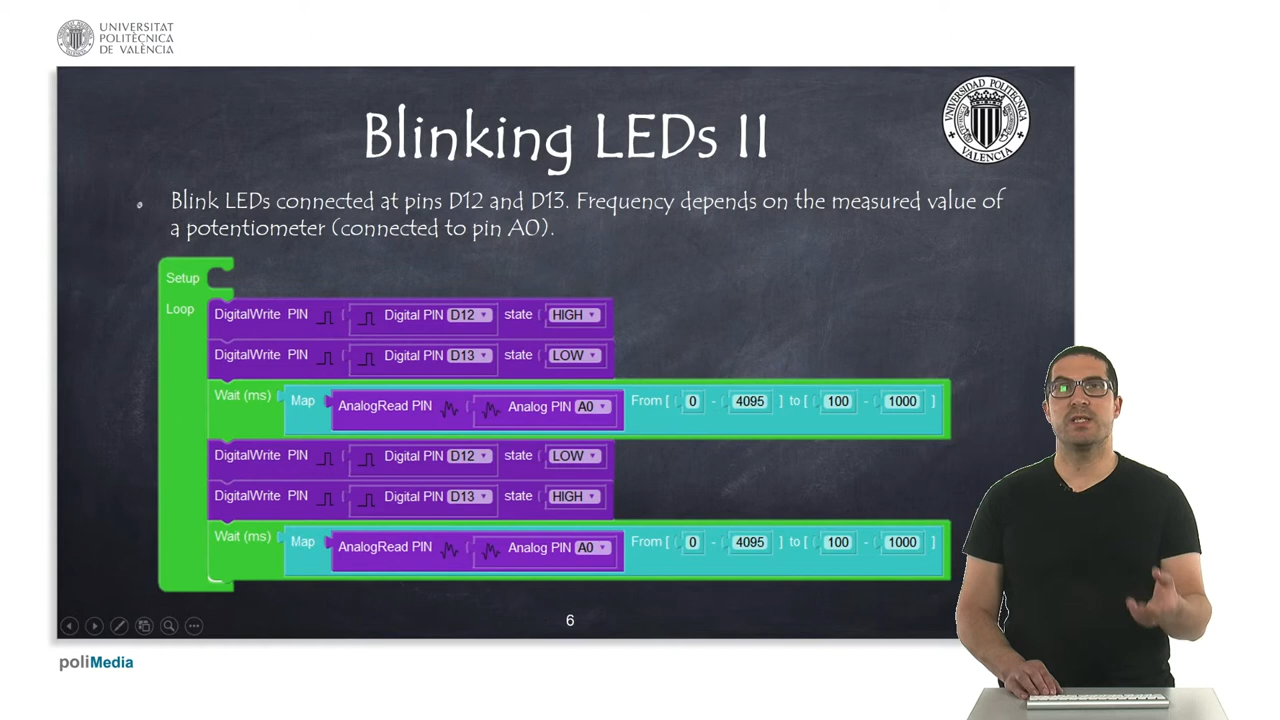 UNIVERSITAT
POLITÈCNICA
DE VALÈNCIA
UNIVERSIDAD POLITECNICA
VALENCIA
Blinking LEDs II
Blink LEDs connected at pins D12 and D13. Frequency depends on the measured value of
a potentiometer (connected to pin A0).
Setup
Loop
DigitalWrite PIN Digital PIN D12 state HIGH
DigitalWrite PIN Digital PIN D13 state LOW
Wait (ms) Map AnalogRead PIN Analog PIN A0 From [ 0 - 4095 ] to [ 100 - 1000 ]
DigitalWrite PIN Digital PIN D12 state LOW
DigitalWrite PIN Digital PIN D13 state HIGH
Wait (ms) Map AnalogRead PIN Analog PIN A0 From [ 0 - 4095 ] to [ 100 - 1000 ]
6
poliMedia